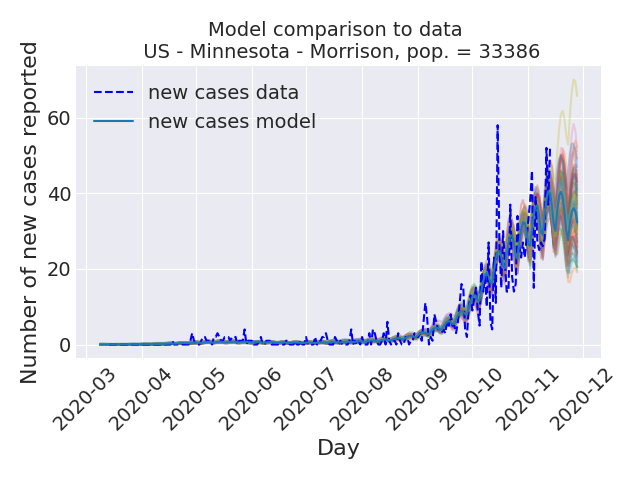 Model comparison to data
US - Minnesota - Morrison, pop. = 33386
Number of new cases reported
new cases data
new cases model
60
40
20
0
2020-03
2020-04
2020-05
2020-06
2020-07
2020-08
2020-09
2020-10
2020-11
2020-12
Day